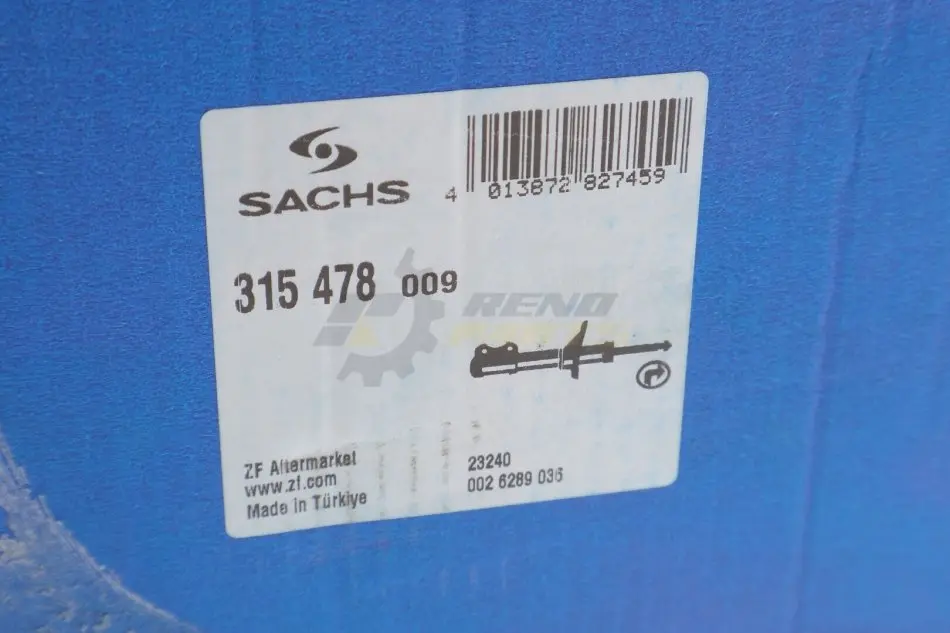 SACHS
4 013872 827459
315 478 009
RENO
PARTS
ZF Aftermarket
www.zf.com
Made in Türkiye
23240
002 6289 036